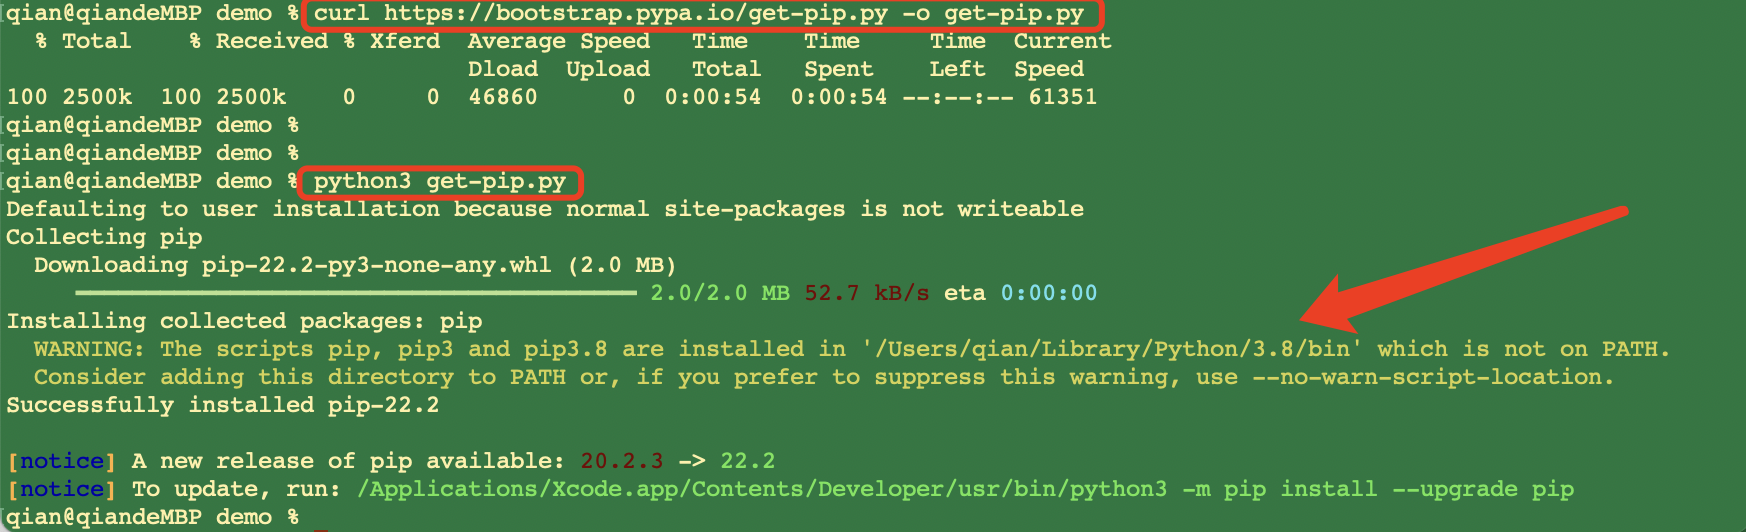 qian@qiandeMBP demo % curl https://bootstrap.pypa.io/get-pip.py -o get-pip.py
  % Total    % Received % Xferd  Average Speed   Time    Time     Time  Current
                                 Dload  Upload   Total   Spent    Left  Speed
100 2500k  100 2500k    0     0  46860      0  0:00:54  0:00:54 --:--:-- 61351
qian@qiandeMBP demo %
qian@qiandeMBP demo %
qian@qiandeMBP demo % python3 get-pip.py
Defaulting to user installation because normal site-packages is not writeable
Collecting pip
  Downloading pip-22.2-py3-none-any.whl (2.0 MB)
     2.0/2.0 MB 52.7 kB/s eta 0:00:00
Installing collected packages: pip
  WARNING: The scripts pip, pip3 and pip3.8 are installed in '/Users/qian/Library/Python/3.8/bin' which is not on PATH.
  Consider adding this directory to PATH or, if you prefer to suppress this warning, use --no-warn-script-location.
Successfully installed pip-22.2
[notice] A new release of pip available: 20.2.3 -> 22.2
[notice] To update, run: /Applications/Xcode.app/Contents/Developer/usr/bin/python3 -m pip install --upgrade pip
qian@qiandeMBP demo %